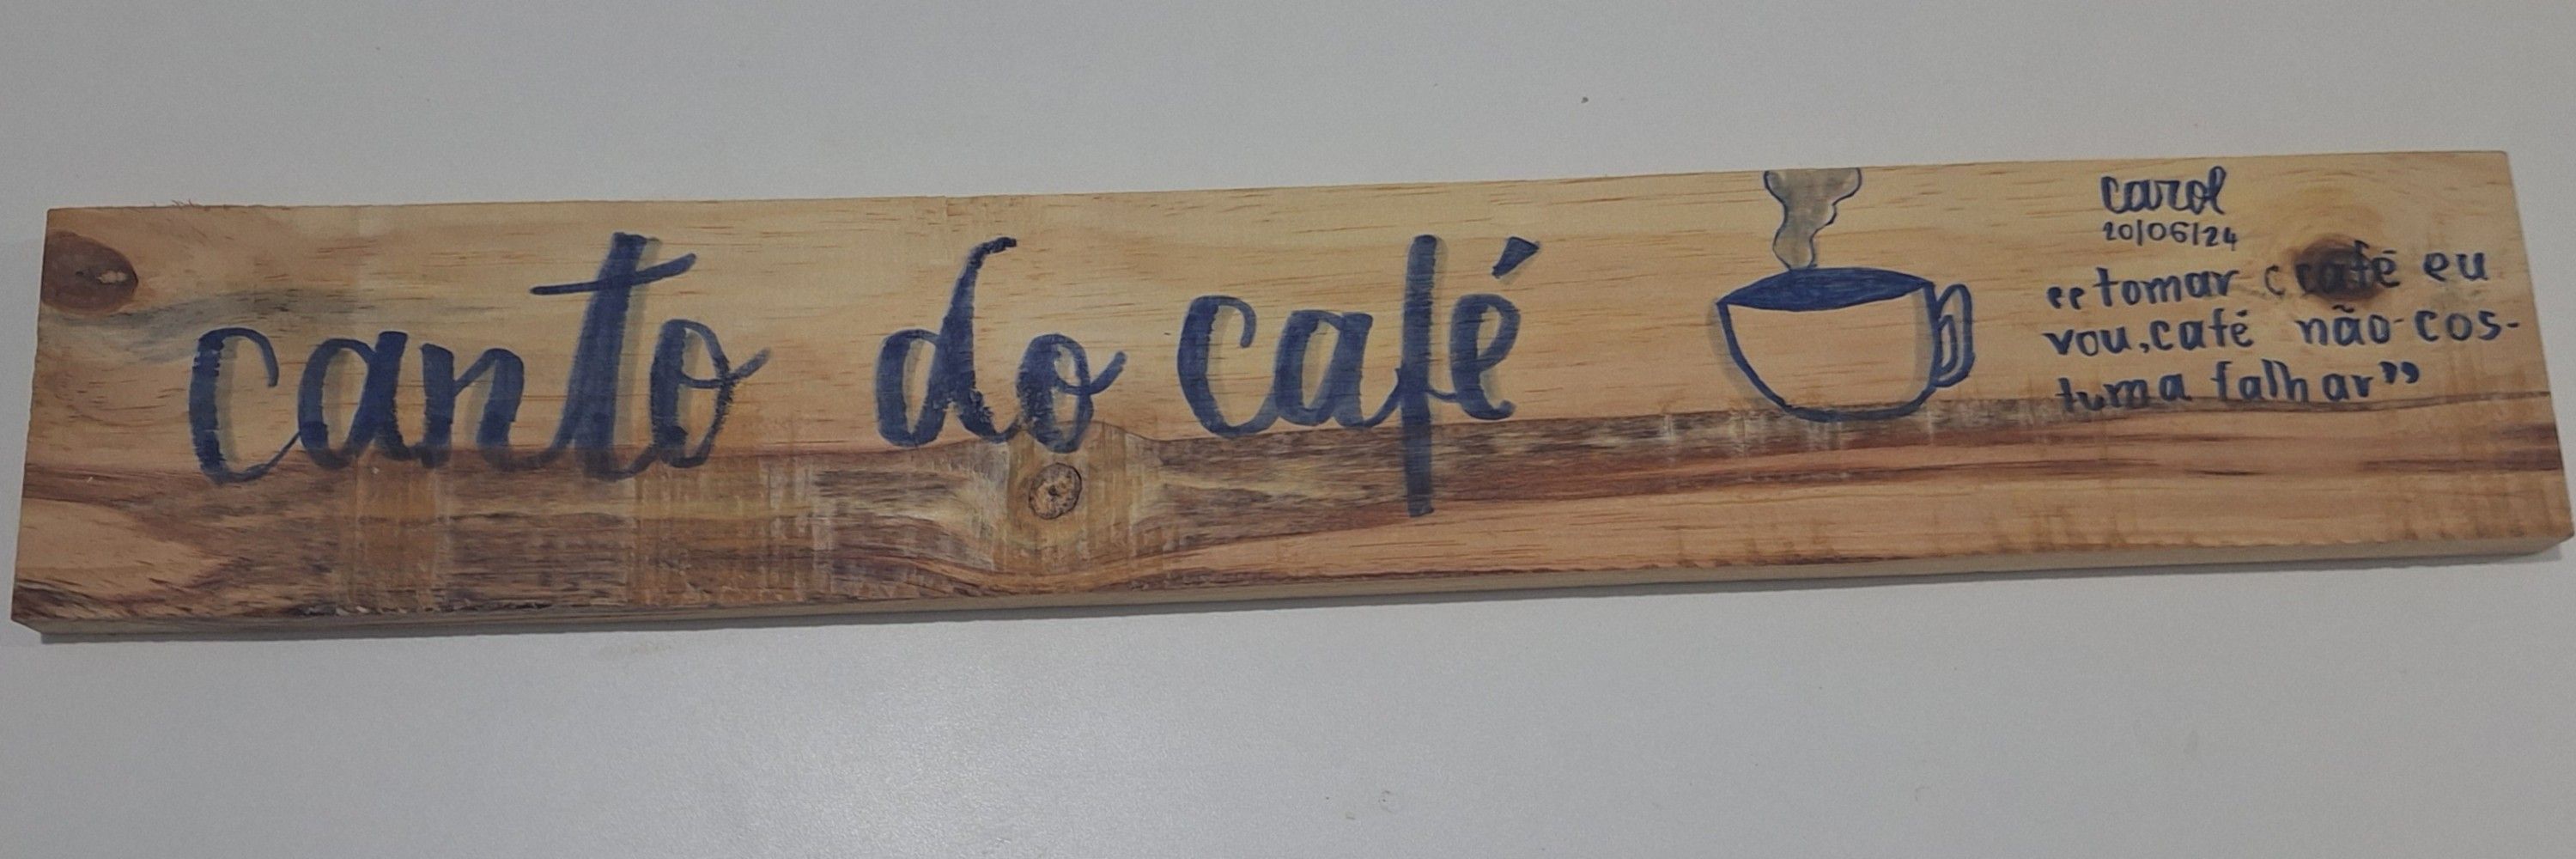 canto do café
carol
20/06/24
“tomar c café eu
vou, café não cos-
tuma falhar”